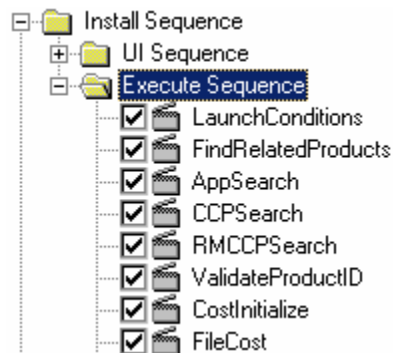 Install Sequence
UI Sequence
Execute Sequence
LaunchConditions
FindRelatedProducts
AppSearch
CCPSearch
RMCCPSearch
ValidateProductID
CostInitialize
FileCost